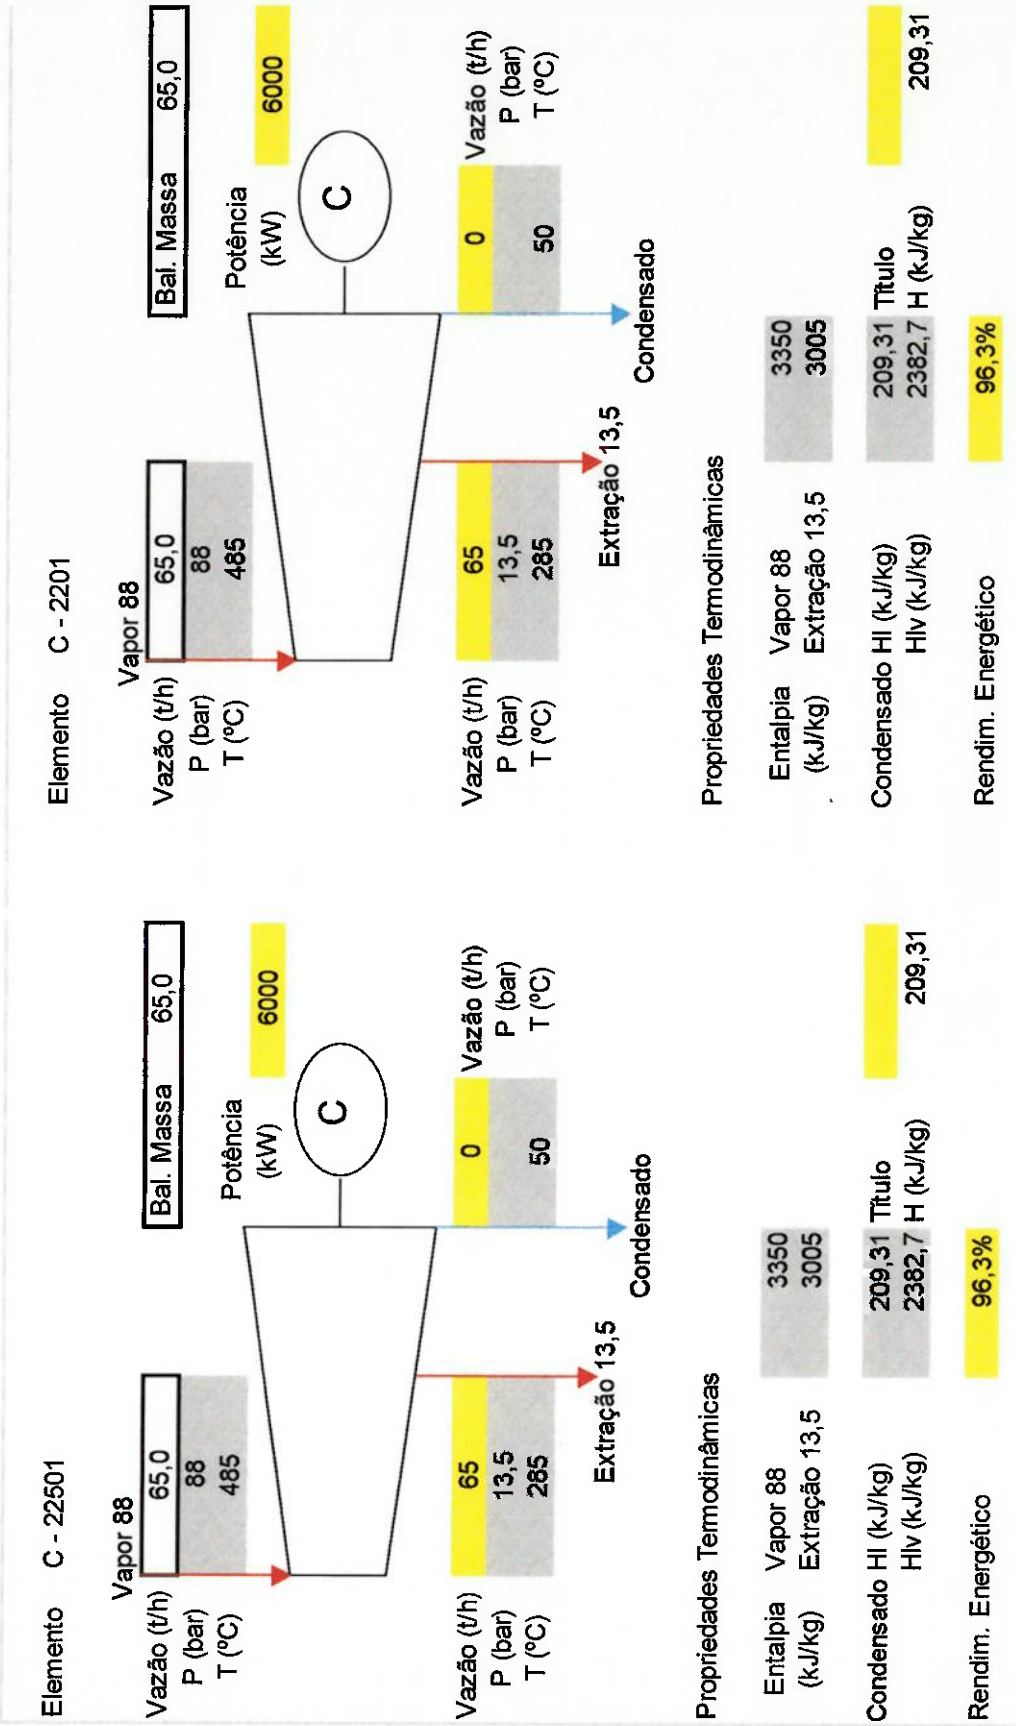 Elemento C - 22501
Vapor 88
Bal. Massa 65,0
Vazão (t/h) 65,0
P (bar) 88
T (ºC) 485
Potência
(kW)
6000
C
Vazão (t/h) 65
P (bar) 13,5
T (ºC) 285
0 Vazão (t/h)
P (bar)
50 T (ºC)
Extração 13,5
Condensado
Propriedades Termodinâmicas
Entalpia Vapor 88 3350
(kJ/kg) Extração 13,5 3005
Condensado Hl (kJ/kg) 209,31 Título
Hlv (kJ/kg) 2382,7 H (kJ/kg) 209,31
Rendim. Energético 96,3%
Elemento C - 2201
Vapor 88
Bal. Massa 65,0
Vazão (t/h) 65,0
P (bar) 88
T (ºC) 485
Potência
(kW)
6000
C
Vazão (t/h) 65
P (bar) 13,5
T (ºC) 285
0 Vazão (t/h)
P (bar)
50 T (ºC)
Extração 13,5
Condensado
Propriedades Termodinâmicas
Entalpia Vapor 88 3350
(kJ/kg) Extração 13,5 3005
Condensado Hl (kJ/kg) 209,31 Título
Hlv (kJ/kg) 2382,7 H (kJ/kg) 209,31
Rendim. Energético 96,3%